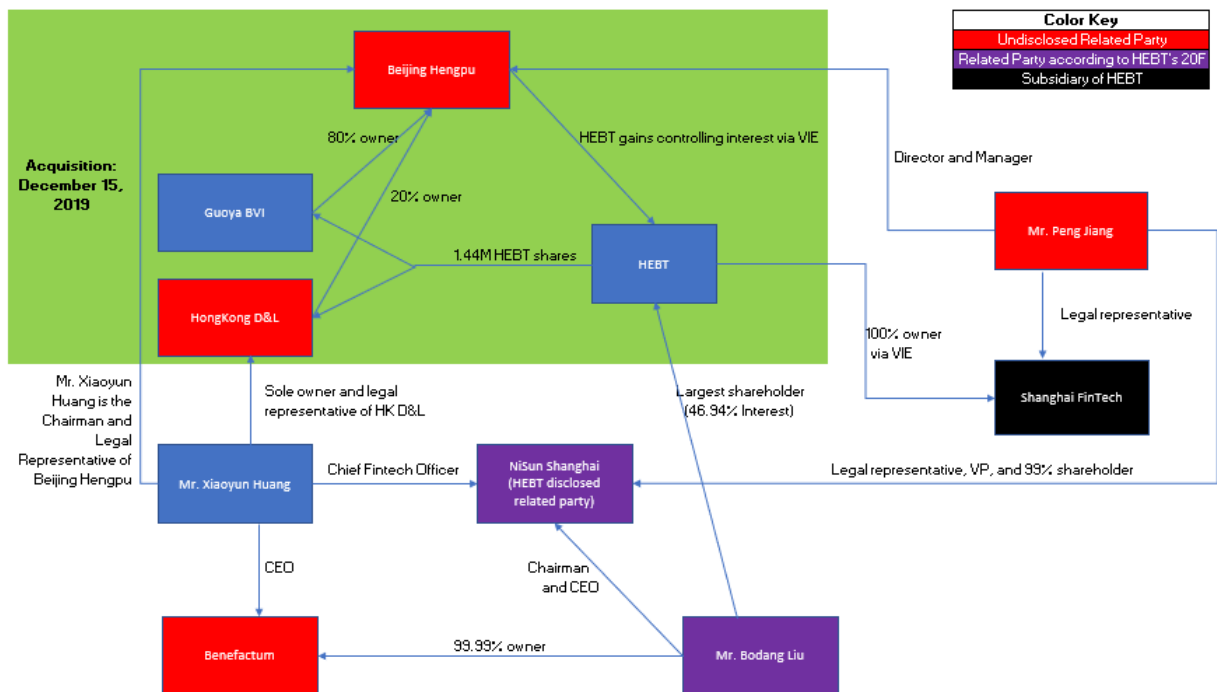 Color Key
Undisclosed Related Party
Related Party according to HEBT's 20F
Subsidiary of HEBT
Beijing Hengpu
80% owner
HEBT gains controlling interest via VIE
Director and Manager
Acquisition:
December 15,
2019
20% owner
Guoya BVI
Mr. Peng Jiang
1.44M HEBT shares
HEBT
HongKong D&L
Legal representative
100% owner
via VIE
Mr. Xiaoyun
Huang is the
Chairman and
Legal
Representative of
Beijing Hengpu
Sole owner and legal
representative of HK D&L
Largest shareholder
(46.94% Interest)
Shanghai FinTech
Mr. Xiaoyun Huang
Chief Fintech Officer
NiSun Shanghai
(HEBT disclosed
related party)
Legal representative, VP, and 99% shareholder
CEO
Chairman
and CEO
Benefactum
99.99% owner
Mr. Bodang Liu